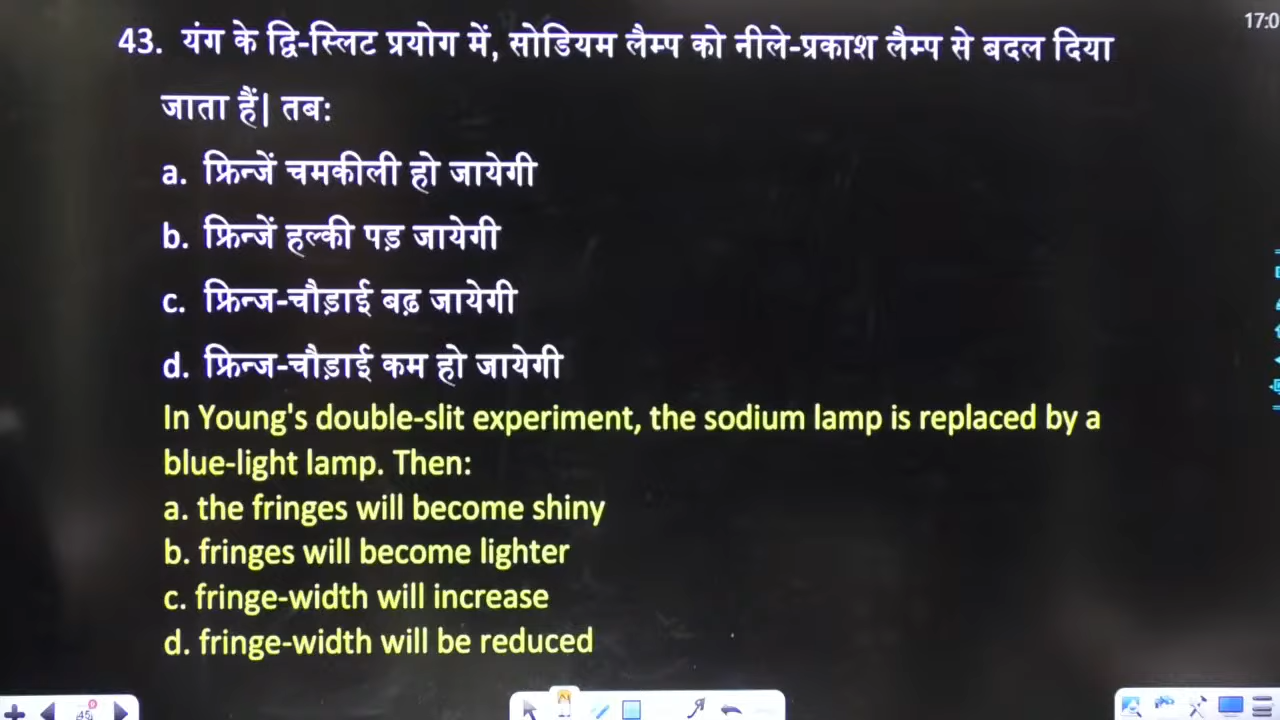 17:0
43. यंग के द्वि-स्लिट प्रयोग में, सोडियम लैम्प को नीले-प्रकाश लैम्प से बदल दिया
जाता हैं| तब:
a. फ्रिन्जें चमकीली हो जायेगी
b. फ्रिन्जें हल्की पड़ जायेगी
c. फ्रिन्ज-चौड़ाई बढ़ जायेगी
d. फ्रिन्ज-चौड़ाई कम हो जायेगी
In Young's double-slit experiment, the sodium lamp is replaced by a
blue-light lamp. Then:
a. the fringes will become shiny
b. fringes will become lighter
c. fringe-width will increase
d. fringe-width will be reduced
45